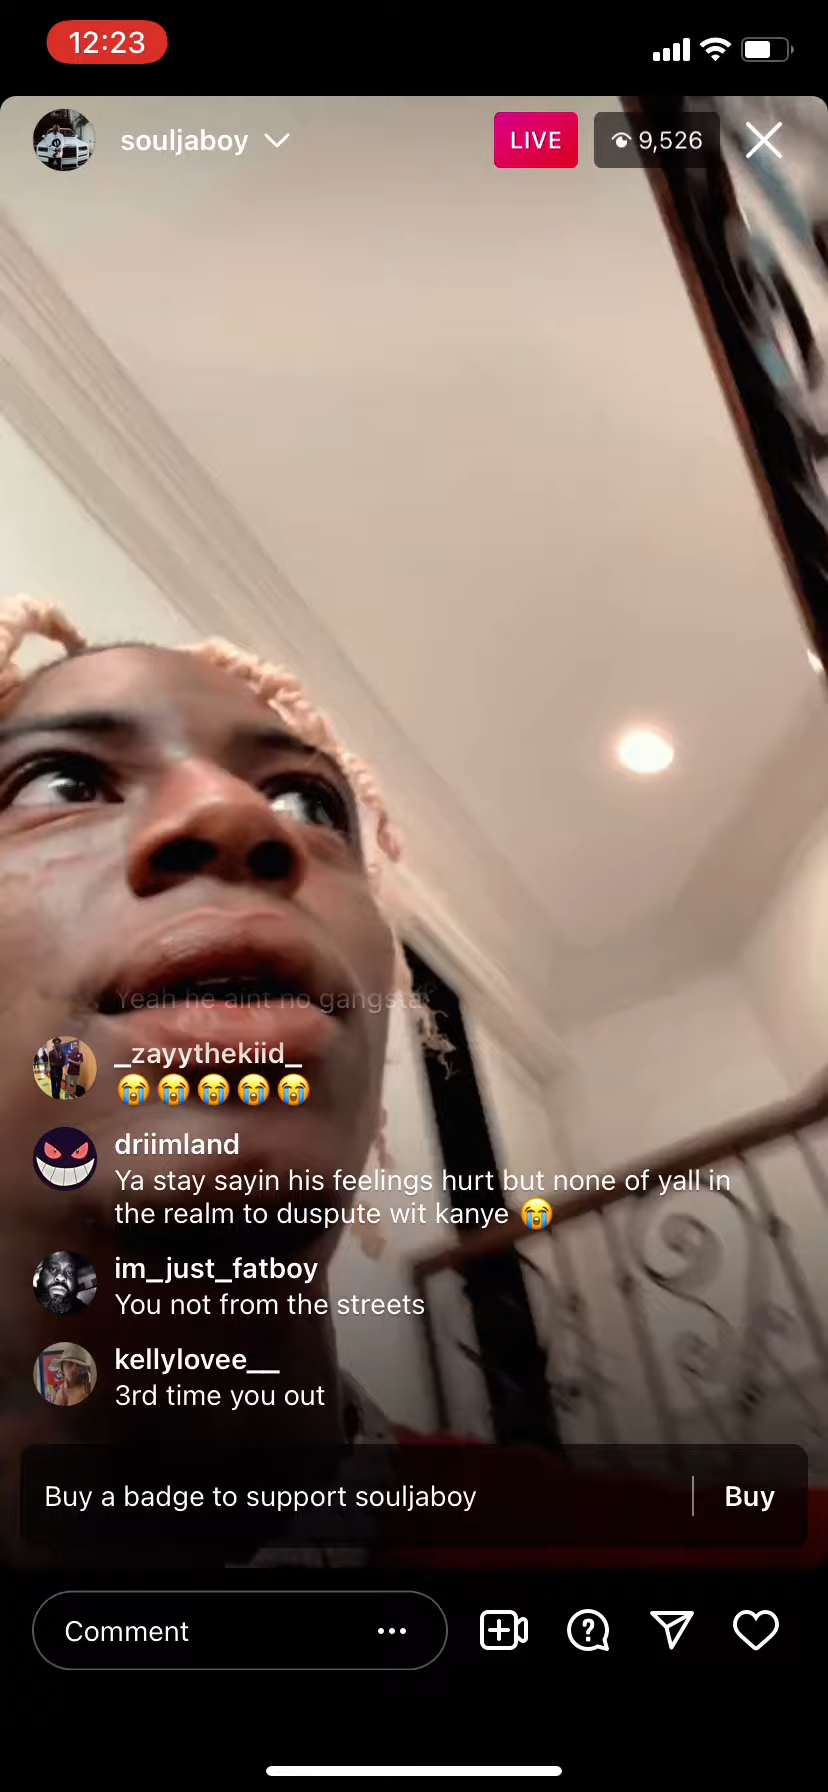 12:23
souljaboy
LIVE
9,526
Yeah he aint no gangsta
_zayythekiid_
😭😭😭😭😭
driimland
Ya stay sayin his feelings hurt but none of yall in
the realm to duspute wit kanye 😭
im_just_fatboy
You not from the streets
kellylovee__
3rd time you out
Buy a badge to support souljaboy
Buy
Comment